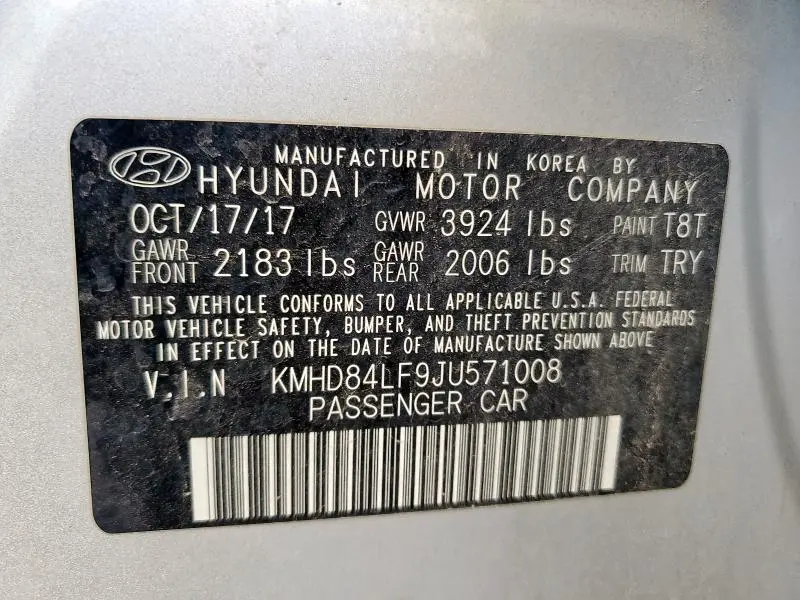 MANUFACTURED IN KOREA BY
HYUNDAI MOTOR COMPANY
OCT/17/17 GVWR 3924 lbs PAINT T8T
GAWR FRONT 2183 lbs GAWR REAR 2006 lbs TRIM TRY
THIS VEHICLE CONFORMS TO ALL APPLICABLE U.S.A. FEDERAL
MOTOR VEHICLE SAFETY, BUMPER, AND THEFT PREVENTION STANDARDS
IN EFFECT ON THE DATE OF MANUFACTURE SHOWN ABOVE
V.I.N KMHD84LF9JU571008
PASSENGER CAR